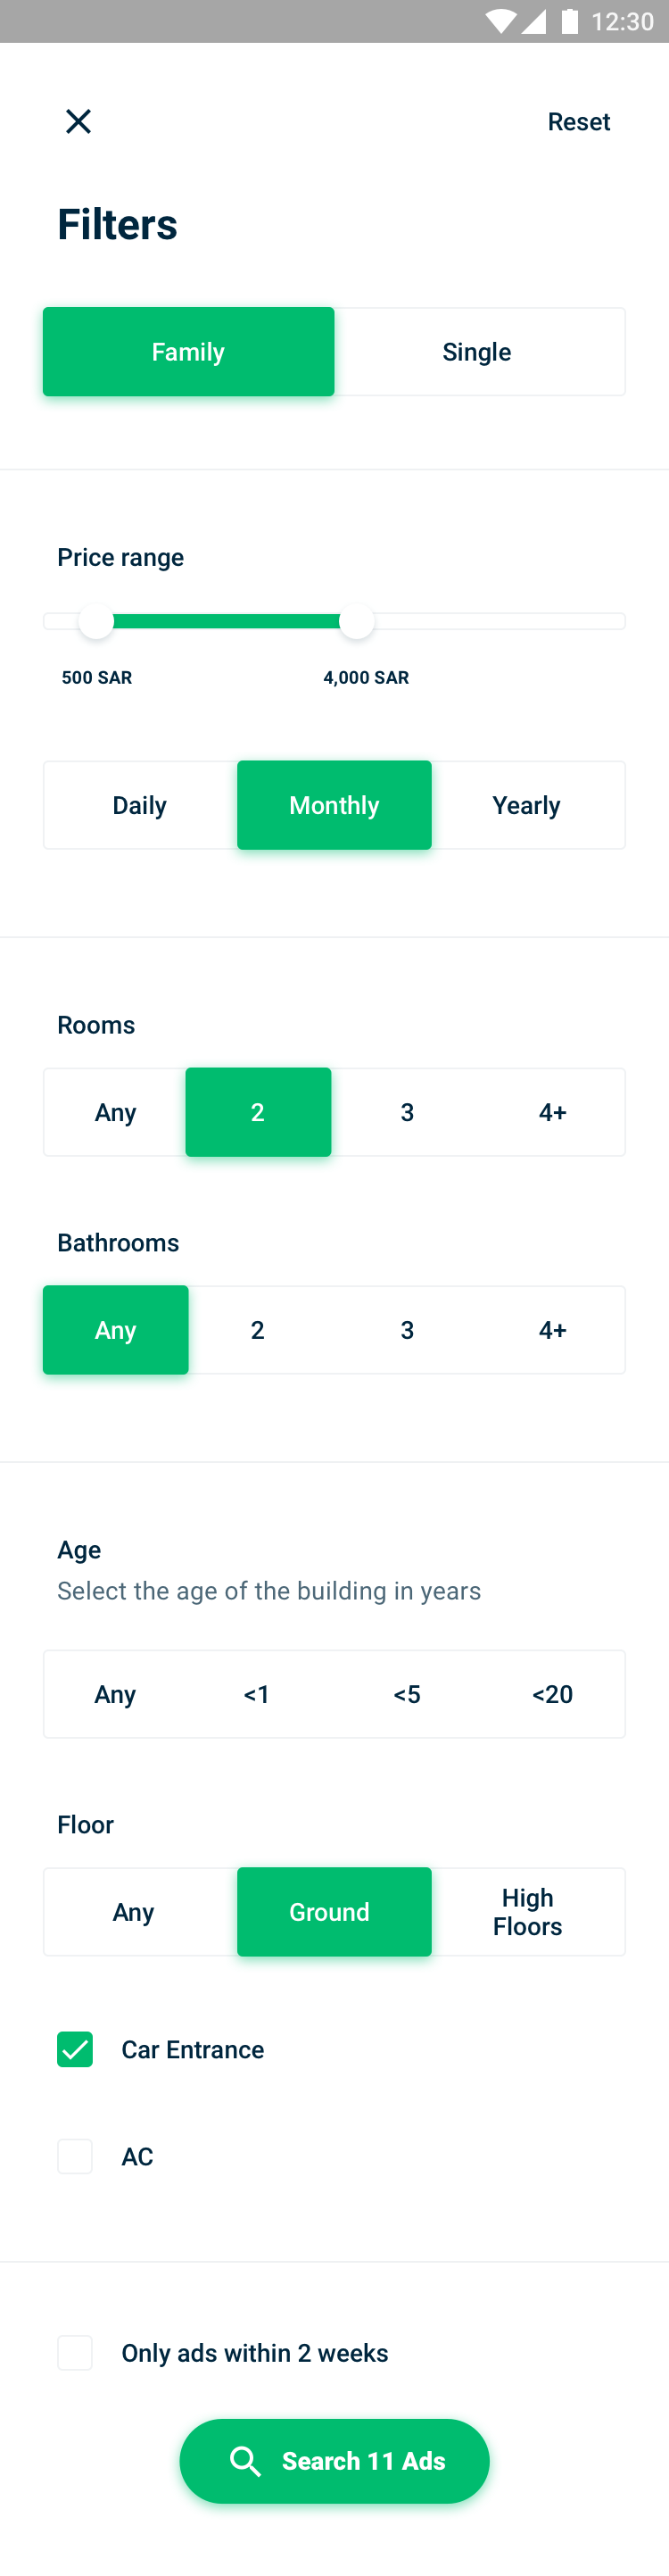 12:30
Reset
Filters
Family Single
Price range
500 SAR 4,000 SAR
Daily Monthly Yearly
Rooms
Any 2 3 4+
Bathrooms
Any 2 3 4+
Age
Select the age of the building in years
Any <1 <5 <20
Floor
Any Ground High
Floors
Car Entrance
AC
Only ads within 2 weeks
Search 11 Ads